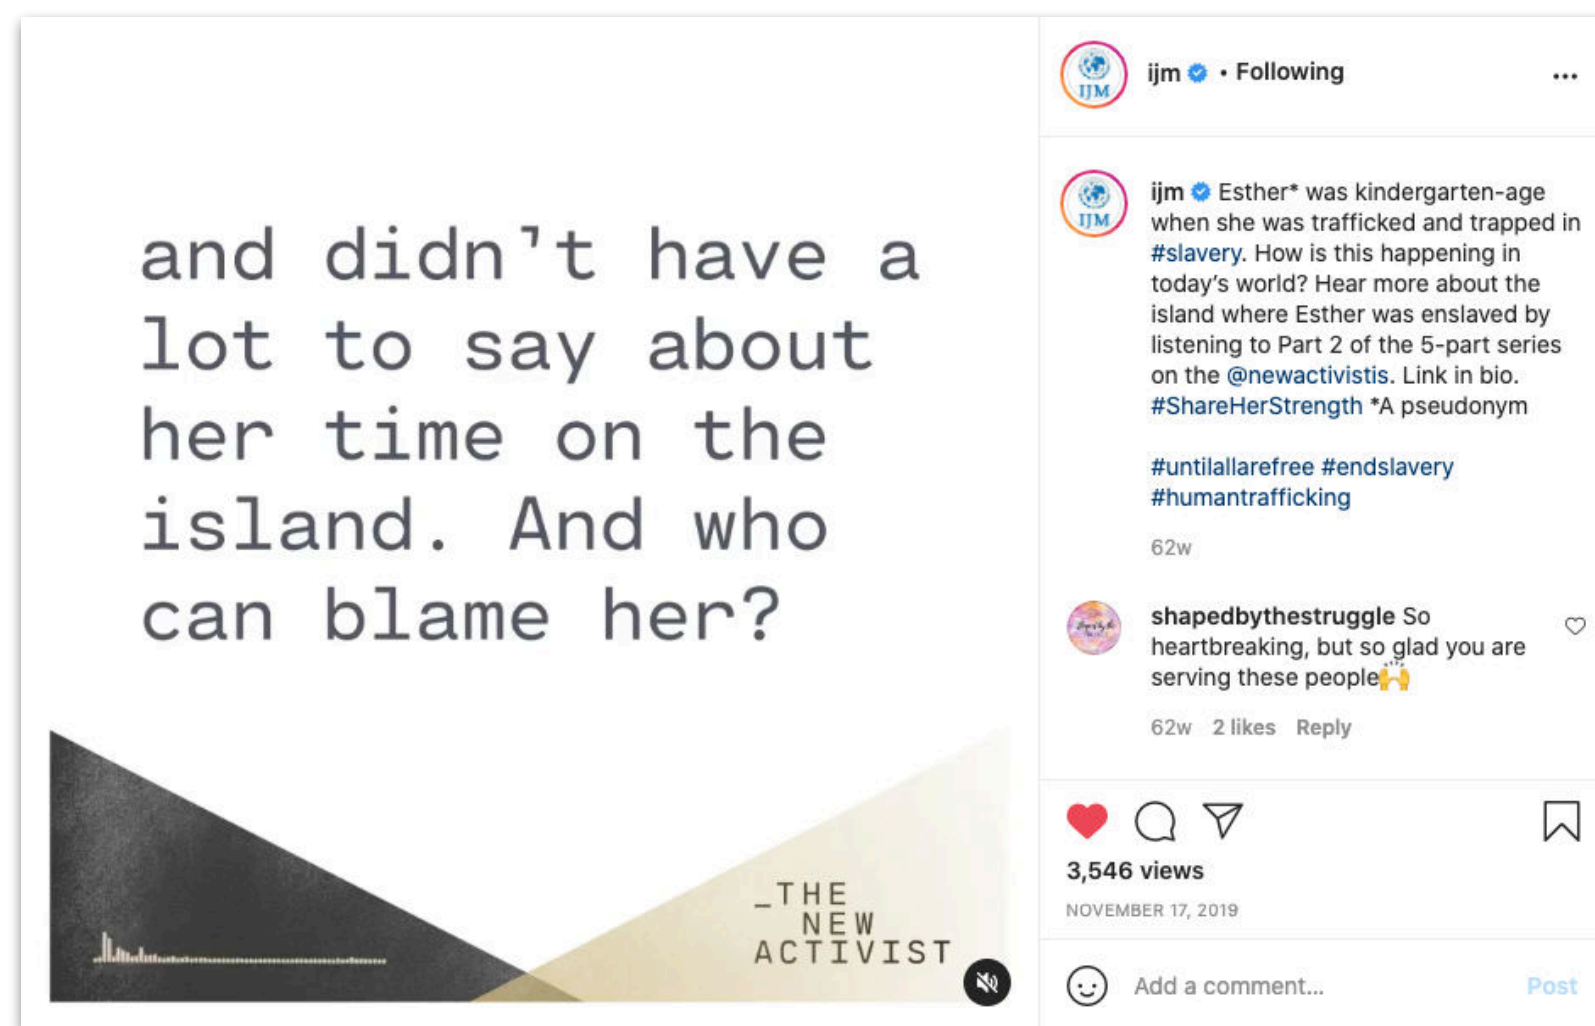 and didn't have a
lot to say about
her time on the
island. And who
can blame her?
_THE
NEW
ACTIVIST
IJM
ijm • Following
...
IJM
ijm Esther* was kindergarten-age
when she was trafficked and trapped in
#slavery. How is this happening in
today's world? Hear more about the
island where Esther was enslaved by
listening to Part 2 of the 5-part series
on the @newactivistis. Link in bio.
#ShareHerStrength *A pseudonym
#untilallarefree #endslavery
#humantrafficking
62w
shapedbythestruggle So
heartbreaking, but so glad you are
serving these people🙌
62w 2 likes Reply
3,546 views
NOVEMBER 17, 2019
Add a comment...
Post